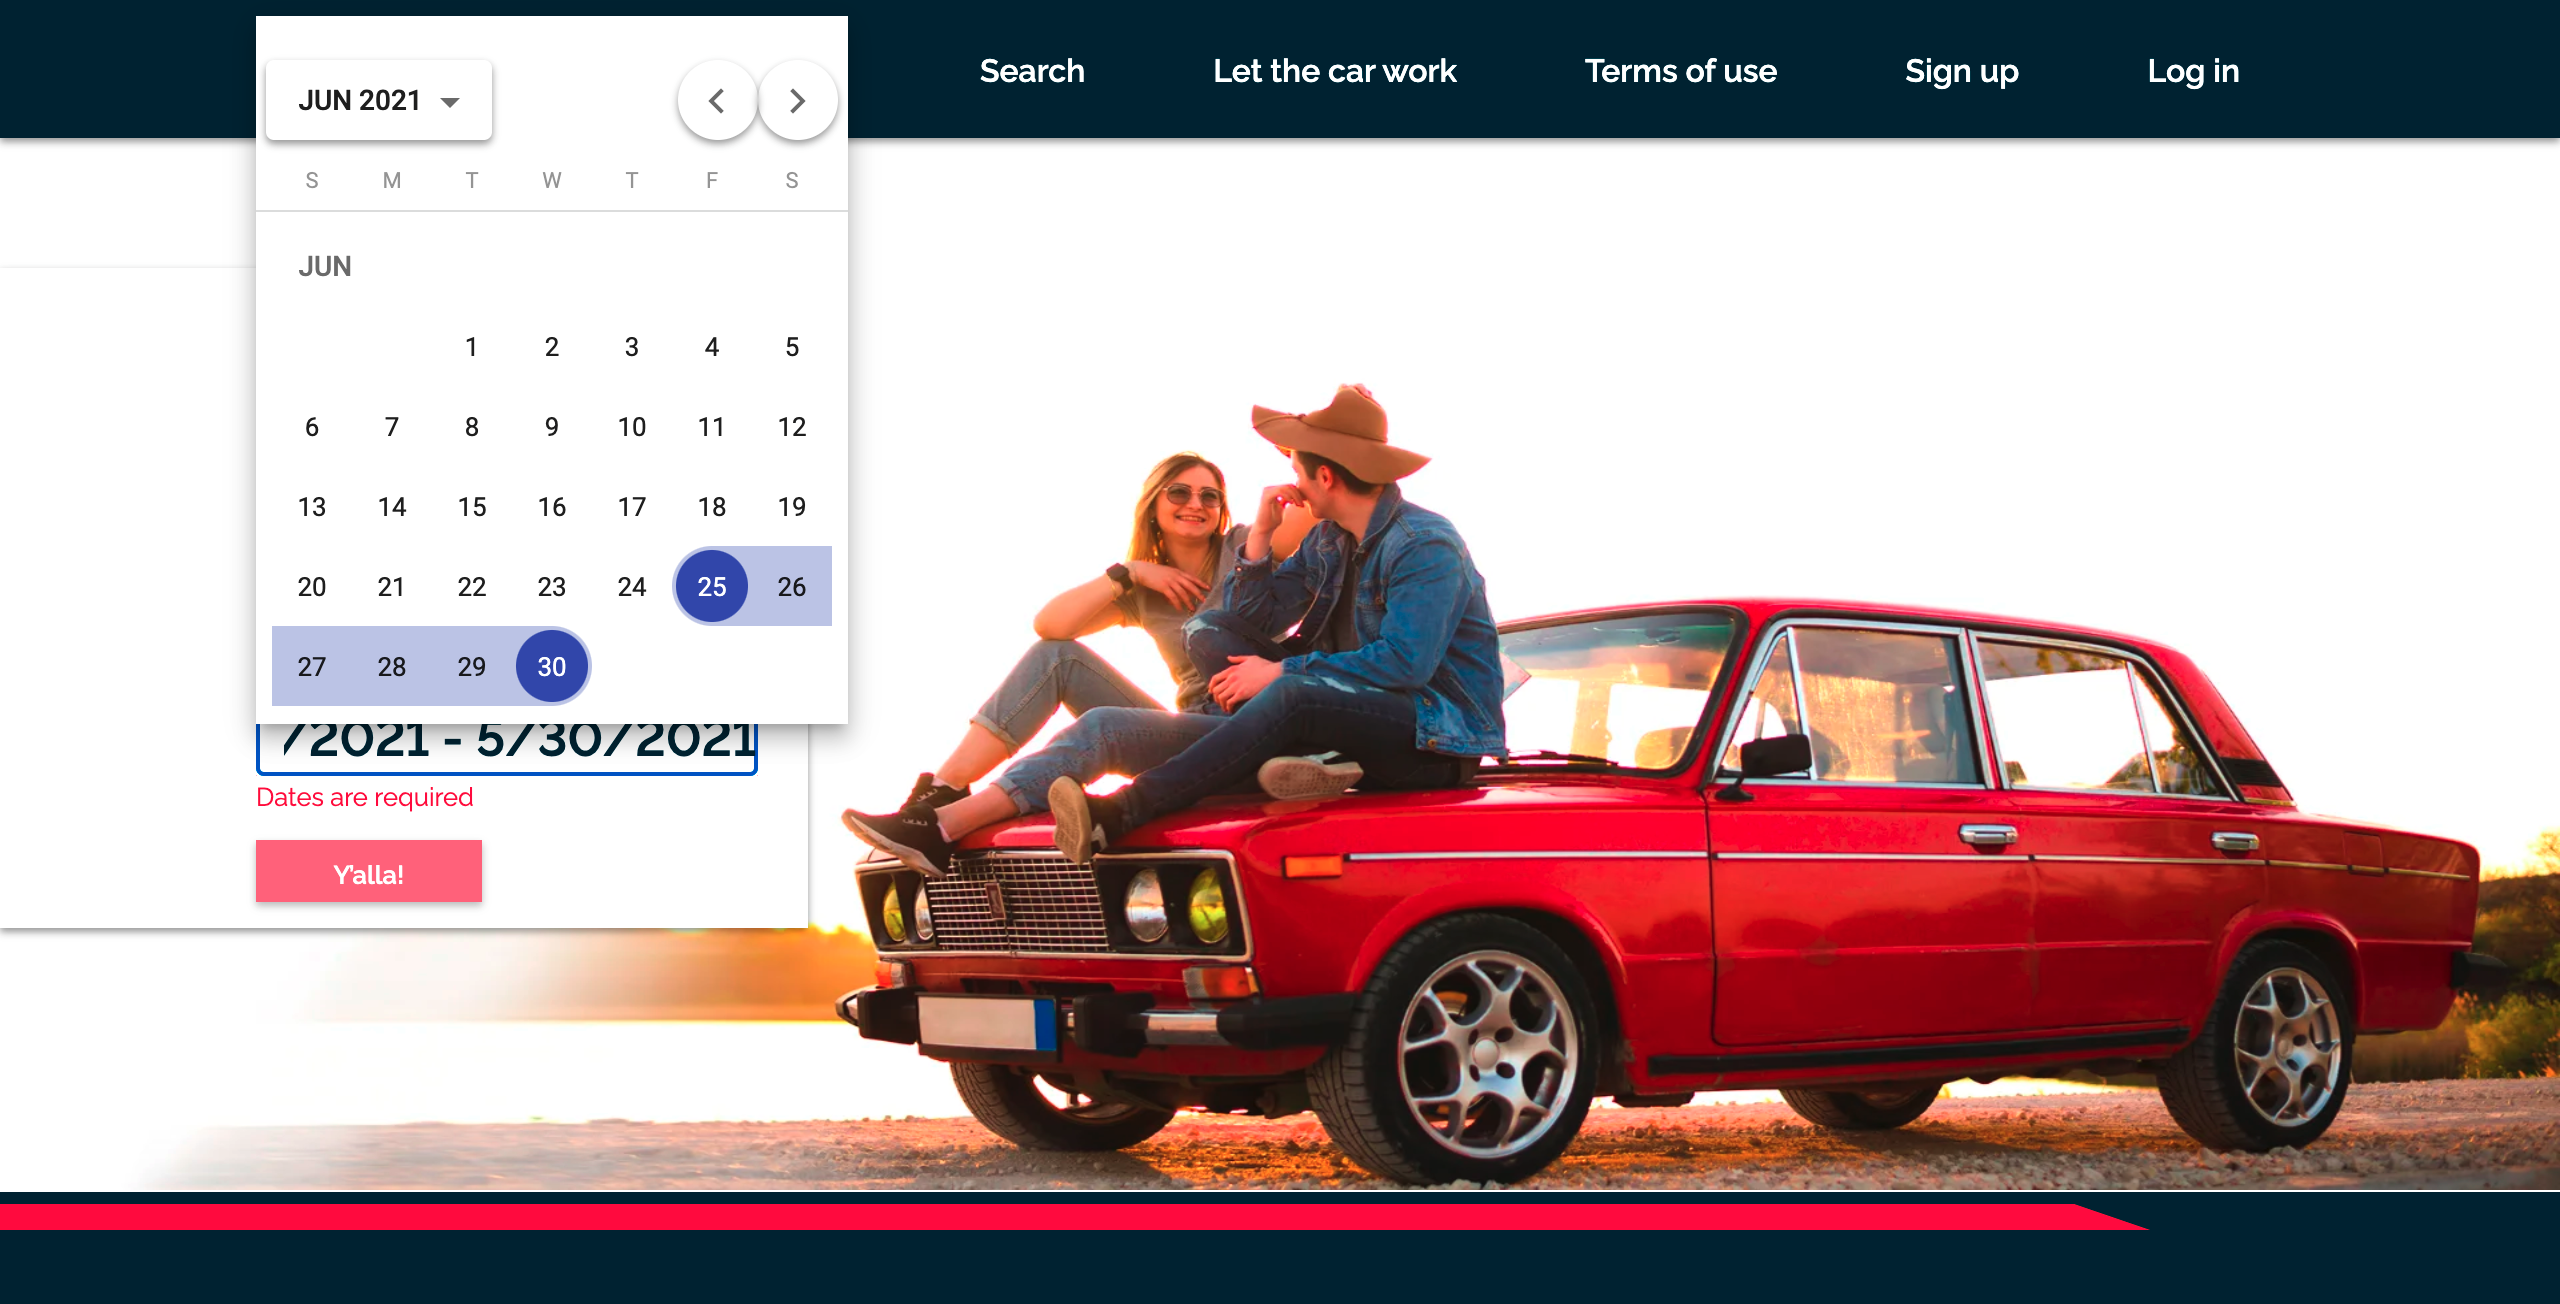 Search Let the car work Terms of use Sign up Log in
JUN 2021
S M T W T F S
JUN
1 2 3 4 5
6 7 8 9 10 11 12
13 14 15 16 17 18 19
20 21 22 23 24 25 26
27 28 29 30
/2021 - 5/30/2021
Dates are required
Y'alla!